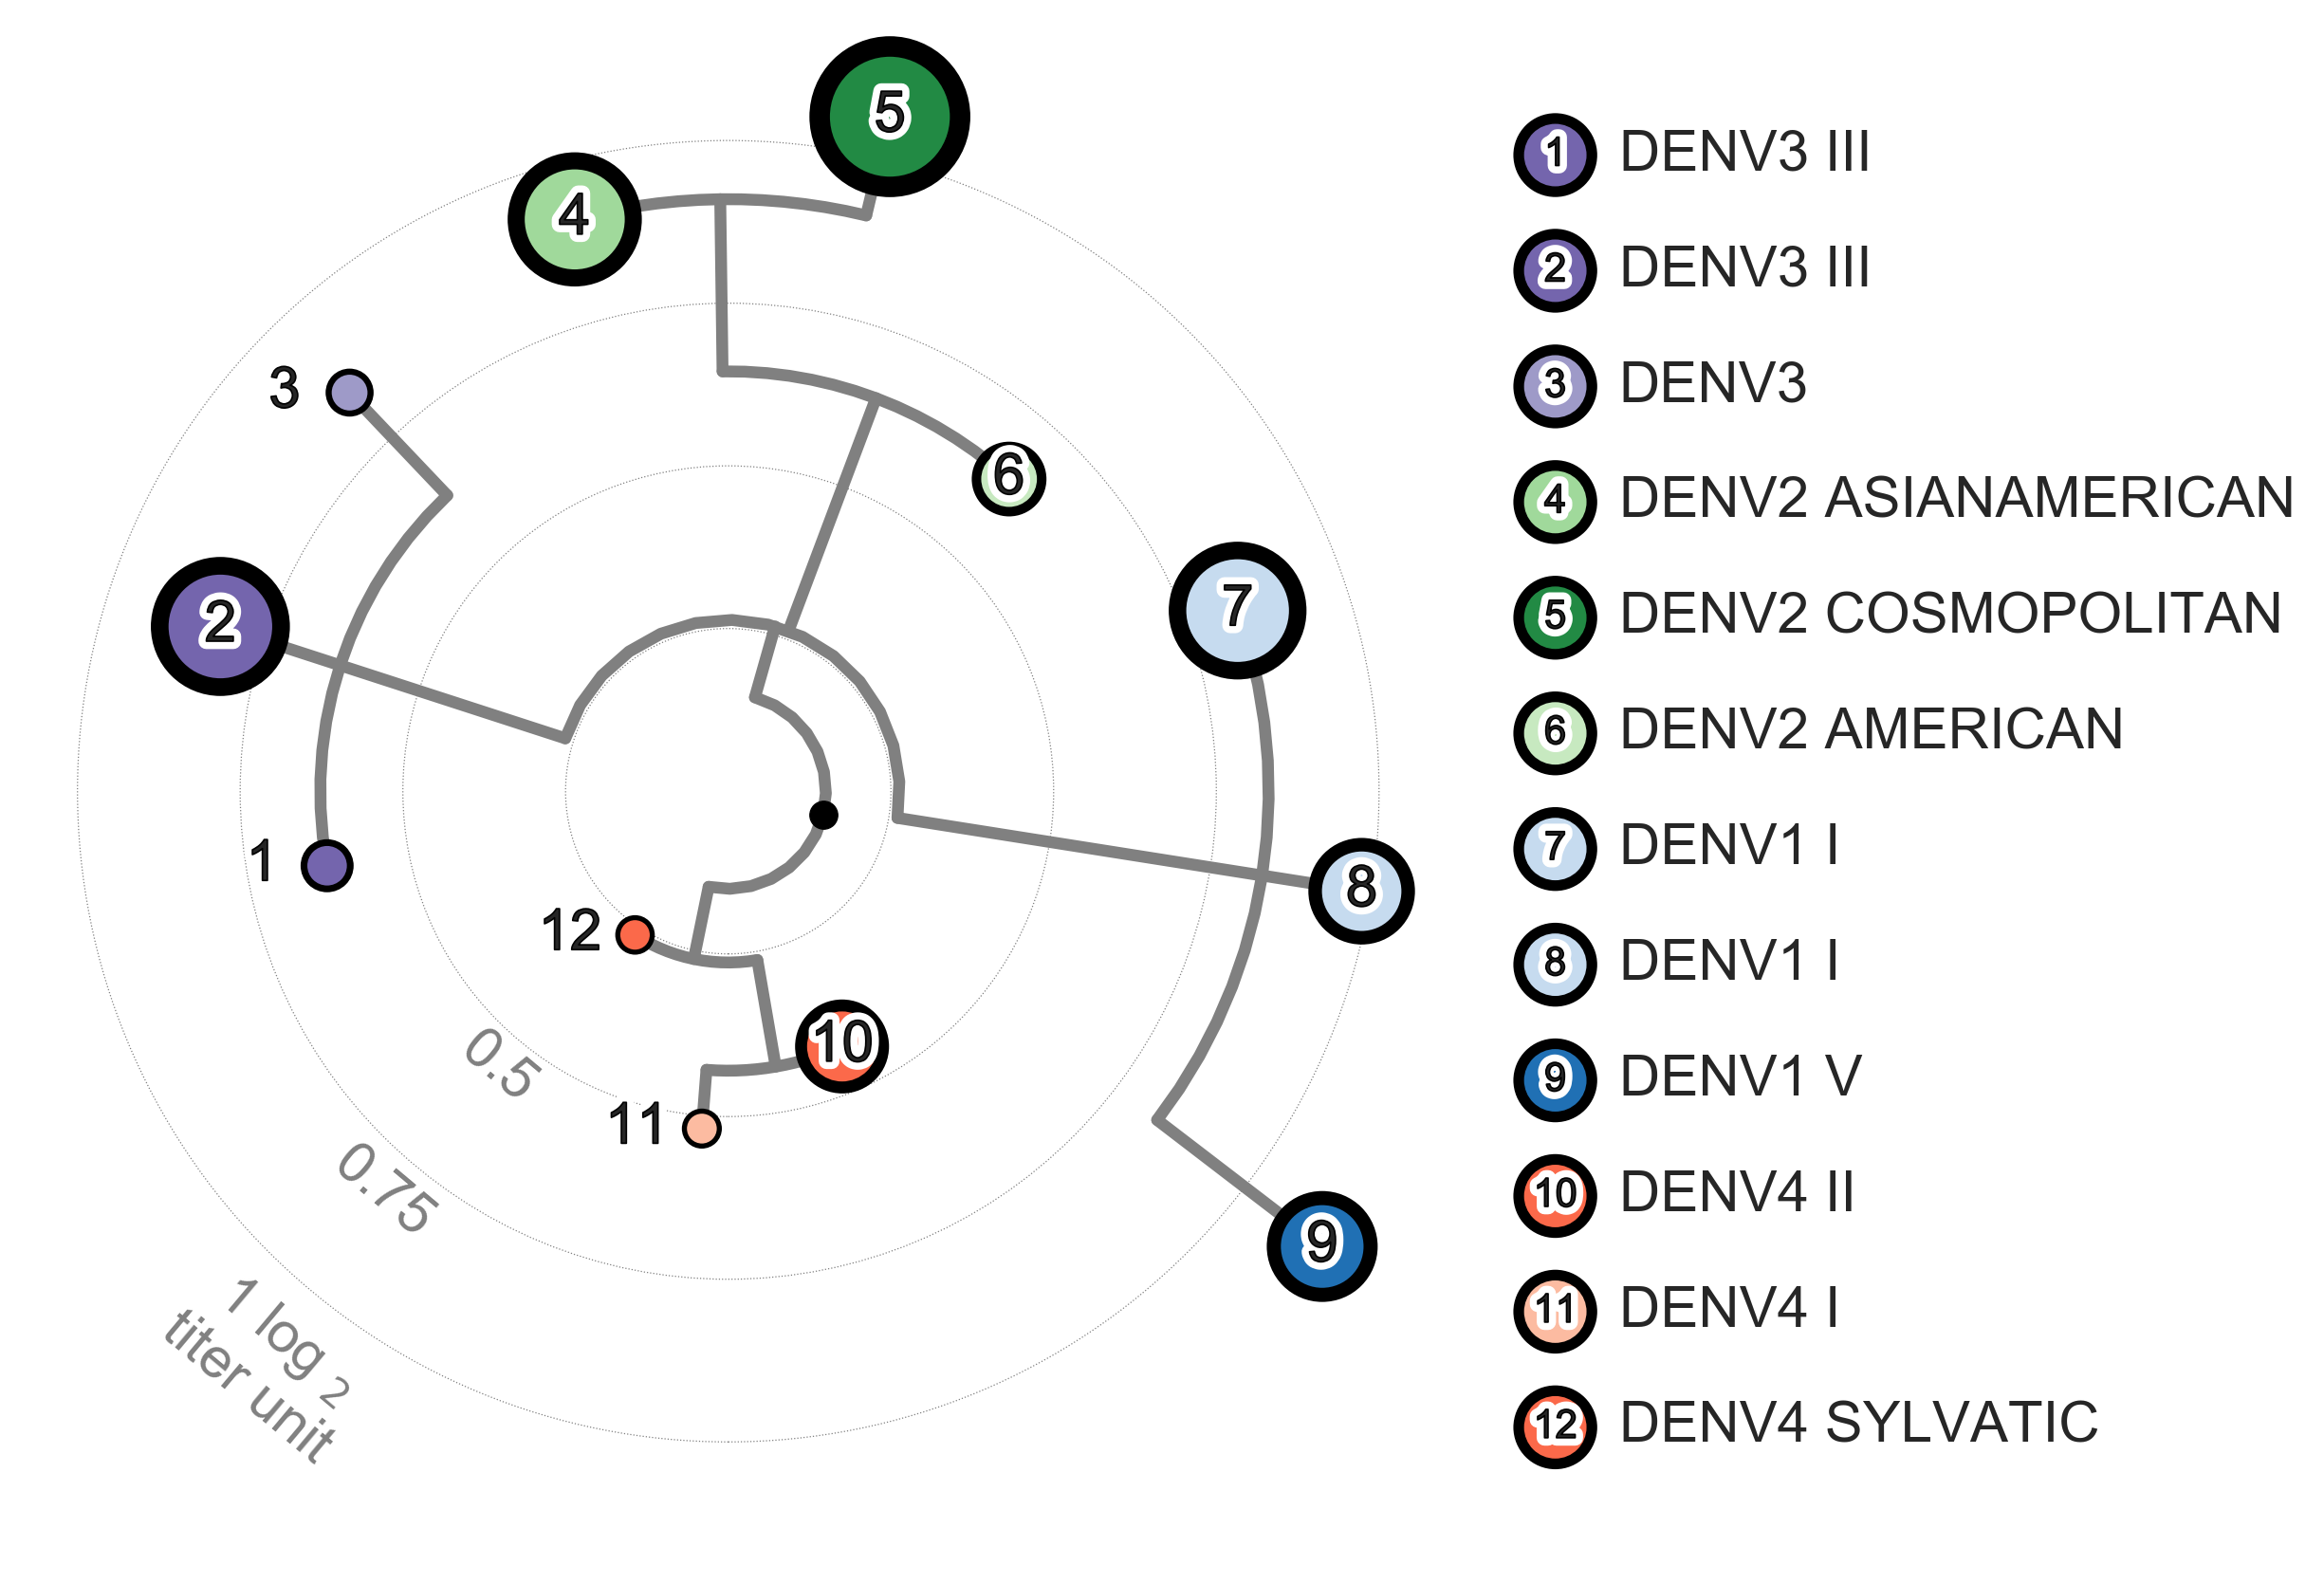 5
4
3
6
2
7
1
8
12
10
0.5
11
0.75
9
1 log 2
titer unit
1 DENV3 III
2 DENV3 III
3 DENV3
4 DENV2 ASIANAMERICAN
5 DENV2 COSMOPOLITAN
6 DENV2 AMERICAN
7 DENV1 I
8 DENV1 I
9 DENV1 V
10 DENV4 II
11 DENV4 I
12 DENV4 SYLVATIC